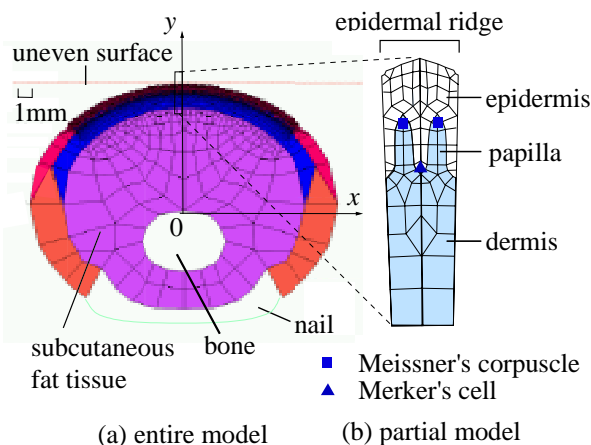 y
epidermal ridge
uneven surface
1mm
epidermis
papilla
x
0
dermis
nail
bone
subcutaneous
fat tissue
Meissner's corpuscle
Merker's cell
(a) entire model
(b) partial model